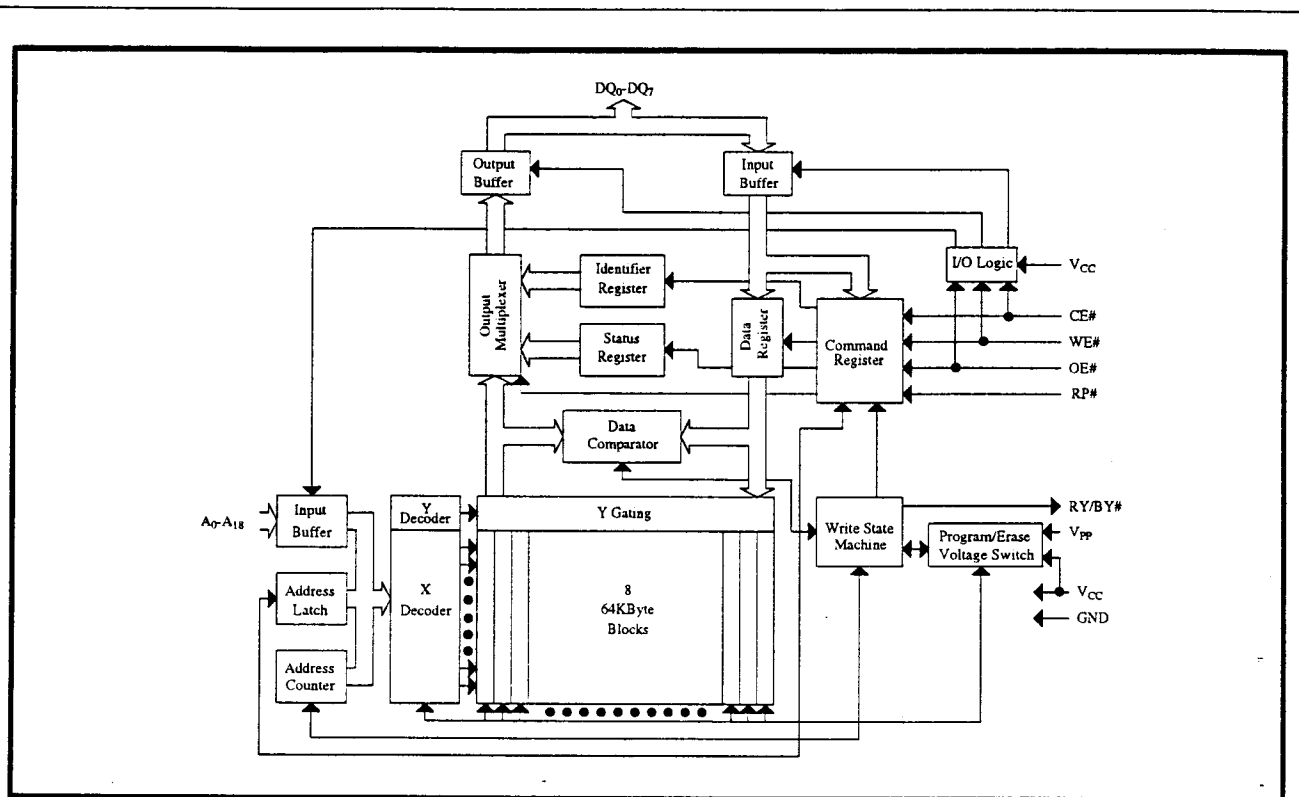 DQ0-DQ7
Output
Buffer
Input
Buffer
I/O Logic
VCC
Identifier
Register
Output
Multiplexer
Data
Register
Command
Register
CE#
WE#
OE#
RP#
Status
Register
Data
Comparator
A0-A18
Input
Buffer
Y
Decoder
Y Gating
Write State
Machine
RY/BY#
Program/Erase
Voltage Switch
VPP
VCC
GND
Address
Latch
X
Decoder
8
64KByte
Blocks
Address
Counter